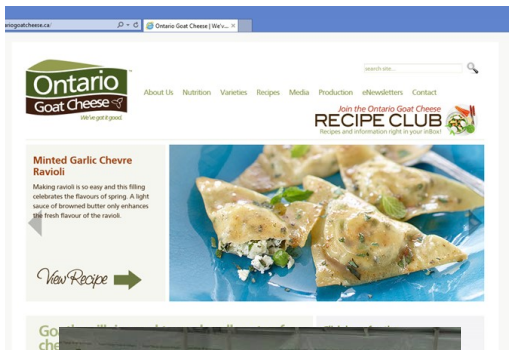 riogoatcheese.ca/
Ontario Goat Cheese | We'v...
search site...
Ontario
Goat Cheese
We've got it good.
About Us Nutrition Varieties Recipes Media Production eNewsletters Contact
Join the Ontario Goat Cheese
RECIPE CLUB
Recipes and information right in your inBox!
Minted Garlic Chevre
Ravioli
Making ravioli is so easy and this filling
celebrates the flavours of spring. A light
sauce of browned butter only enhances
the fresh flavour of the ravioli.
View Recipe